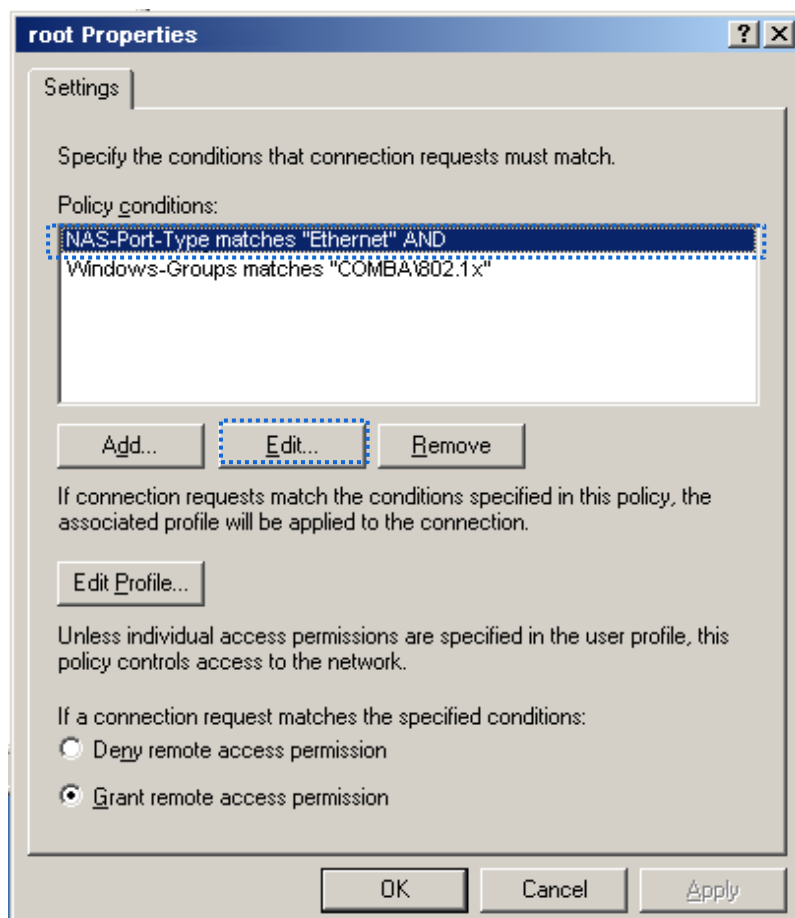 root Properties
Settings
Specify the conditions that connection requests must match.
Policy conditions:
NAS-Port-Type matches "Ethernet" AND
Windows-Groups matches "COMBA\802.1x"
Add... Edit... Remove
If connection requests match the conditions specified in this policy, the
associated profile will be applied to the connection.
Edit Profile...
Unless individual access permissions are specified in the user profile, this
policy controls access to the network.
If a connection request matches the specified conditions:
Deny remote access permission
Grant remote access permission
OK Cancel Apply